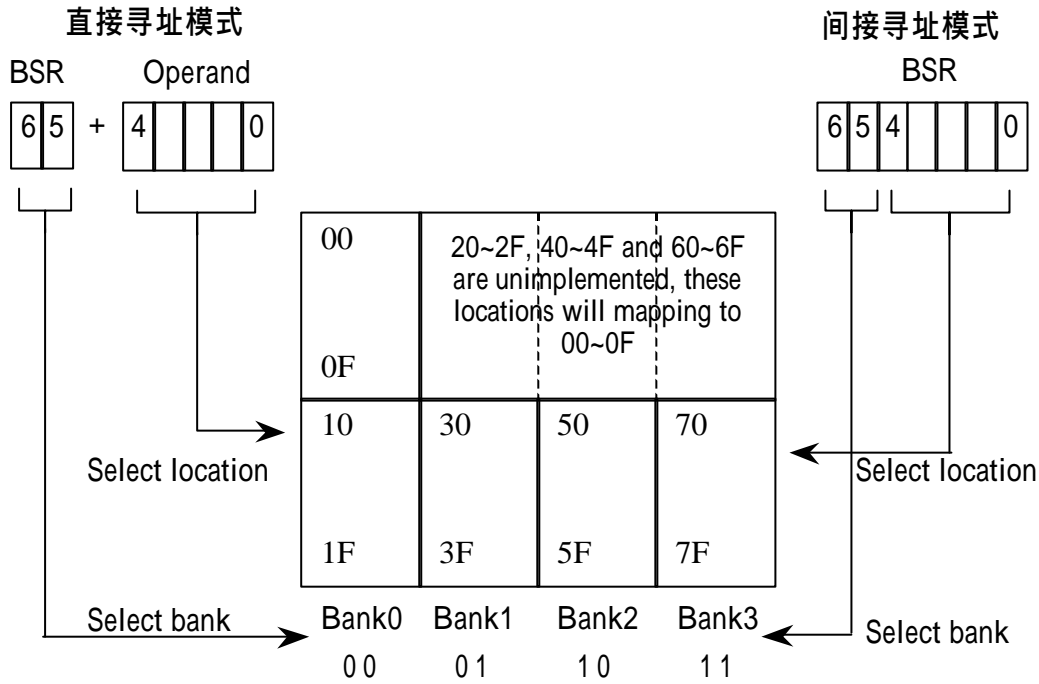 直接寻址模式
间接寻址模式
BSR
Operand
BSR
6 5 + 4 0
6 5 4 0
00
20~2F, 40~4F and 60~6F
are unimplemented, these
locations will mapping to
00~0F
0F
10
30
50
70
Select location
Select location
1F
3F
5F
7F
Select bank
Bank0
Bank1
Bank2
Bank3
Select bank
0 0
0 1
1 0
1 1